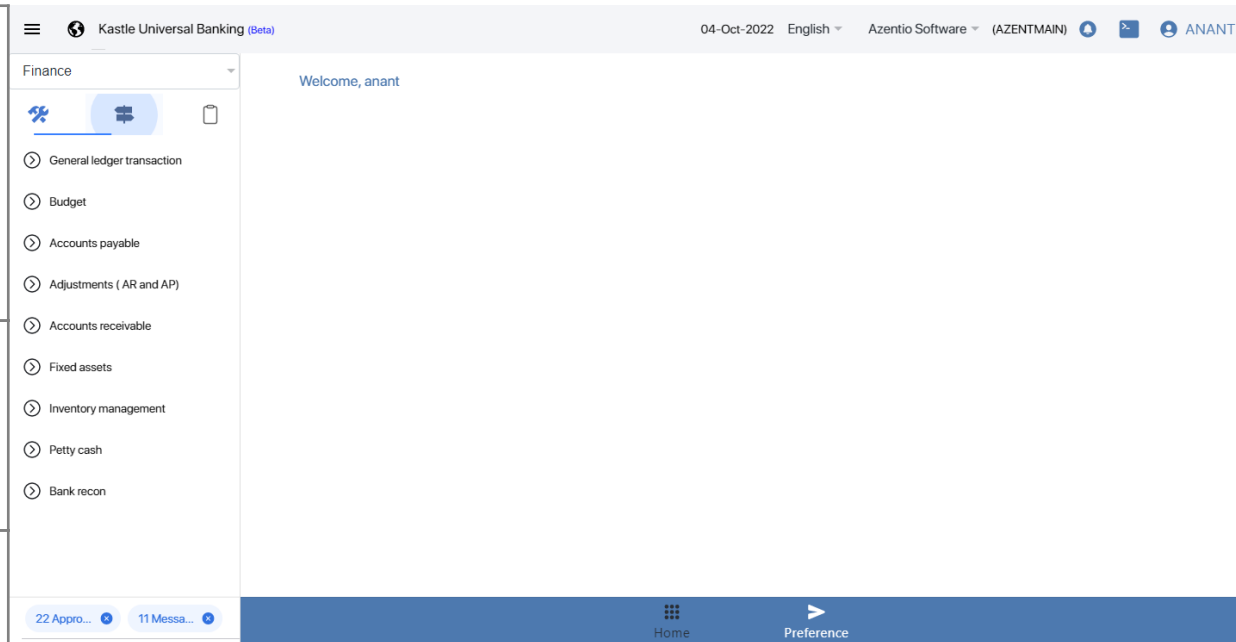 Kastle Universal Banking (Beta) 04-Oct-2022 English Azentio Software (AZENTMAIN) ANANT
Finance
Welcome, anant
General ledger transaction
Budget
Accounts payable
Adjustments ( AR and AP)
Accounts receivable
Fixed assets
Inventory management
Petty cash
Bank recon
22 Appro... 11 Messa...
Home Preference